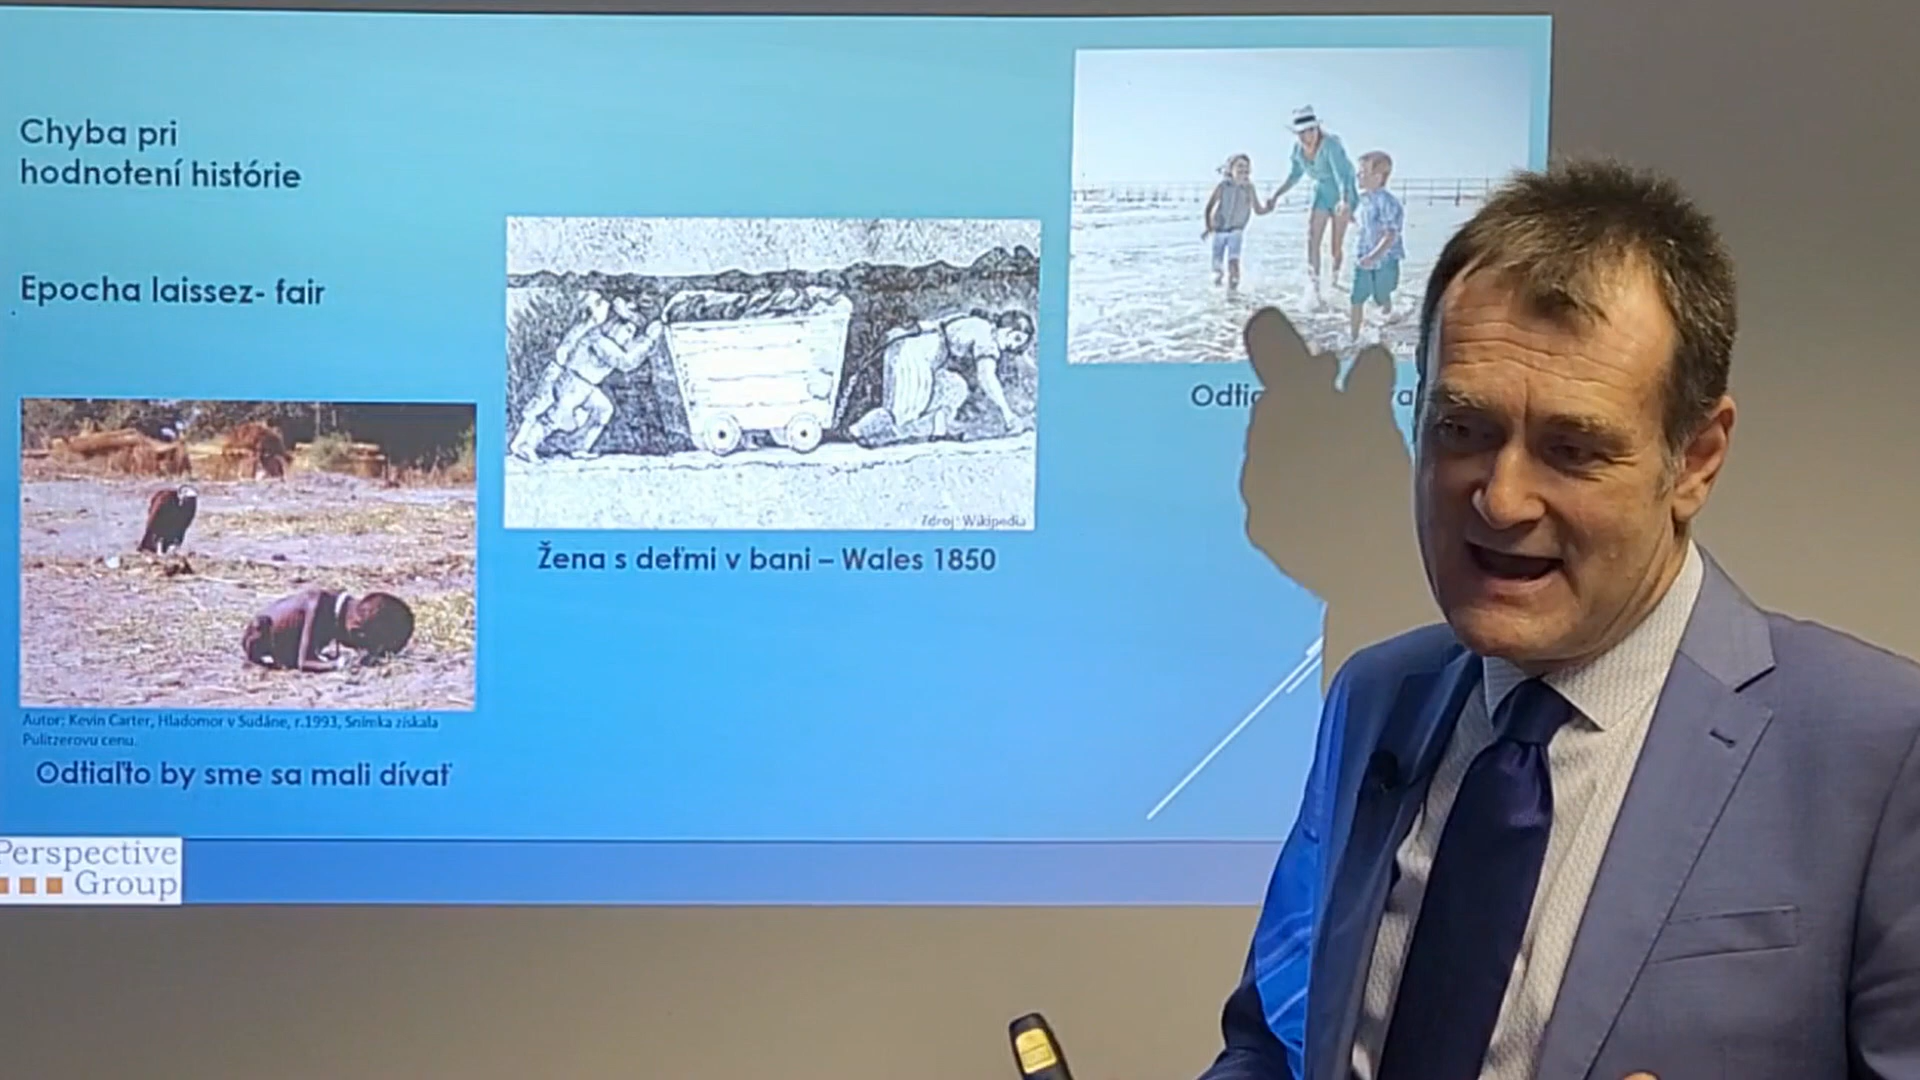 Chyba pri
hodnotení histórie
Epocha laissez- fair
Zdroj: Wikipedia
Žena s deťmi v bani – Wales 1850
Autor: Kevin Carter, Hladomor v Sudáne, r.1993, Snímka získala
Pulitzerovu cenu.
Odtiaľto by sme sa mali dívať
Perspective
Group